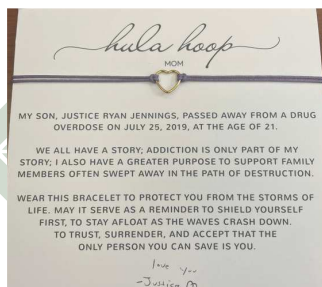 hula hoop
MOM
MY SON, JUSTICE RYAN JENNINGS, PASSED AWAY FROM A DRUG
OVERDOSE ON JULY 25, 2019, AT THE AGE OF 21.
WE ALL HAVE A STORY; ADDICTION IS ONLY PART OF MY
STORY; I ALSO HAVE A GREATER PURPOSE TO SUPPORT FAMILY
MEMBERS OFTEN SWEPT AWAY IN THE PATH OF DESTRUCTION.
WEAR THIS BRACELET TO PROTECT YOU FROM THE STORMS OF
LIFE. MAY IT SERVE AS A REMINDER TO SHIELD YOURSELF
FIRST, TO STAY AFLOAT AS THE WAVES CRASH DOWN.
TO TRUST, SURRENDER, AND ACCEPT THAT THE
ONLY PERSON YOU CAN SAVE IS YOU.
love you